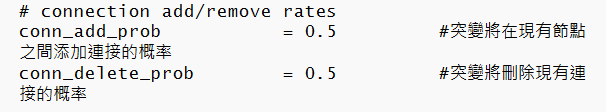 # connection add/remove rates
conn_add_prob = 0.5 #突變將在現有節點
之間添加連接的概率
conn_delete_prob = 0.5 #突變將刪除現有連
接的概率